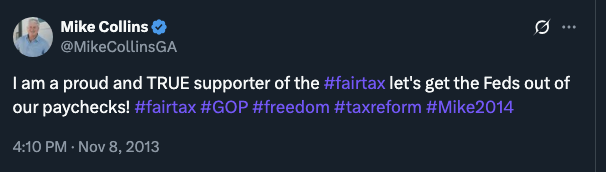 Mike Collins
@MikeCollinsGA
I am a proud and TRUE supporter of the #fairtax let's get the Feds out of
our paychecks! #fairtax #GOP #freedom #taxreform #Mike2014
4:10 PM · Nov 8, 2013